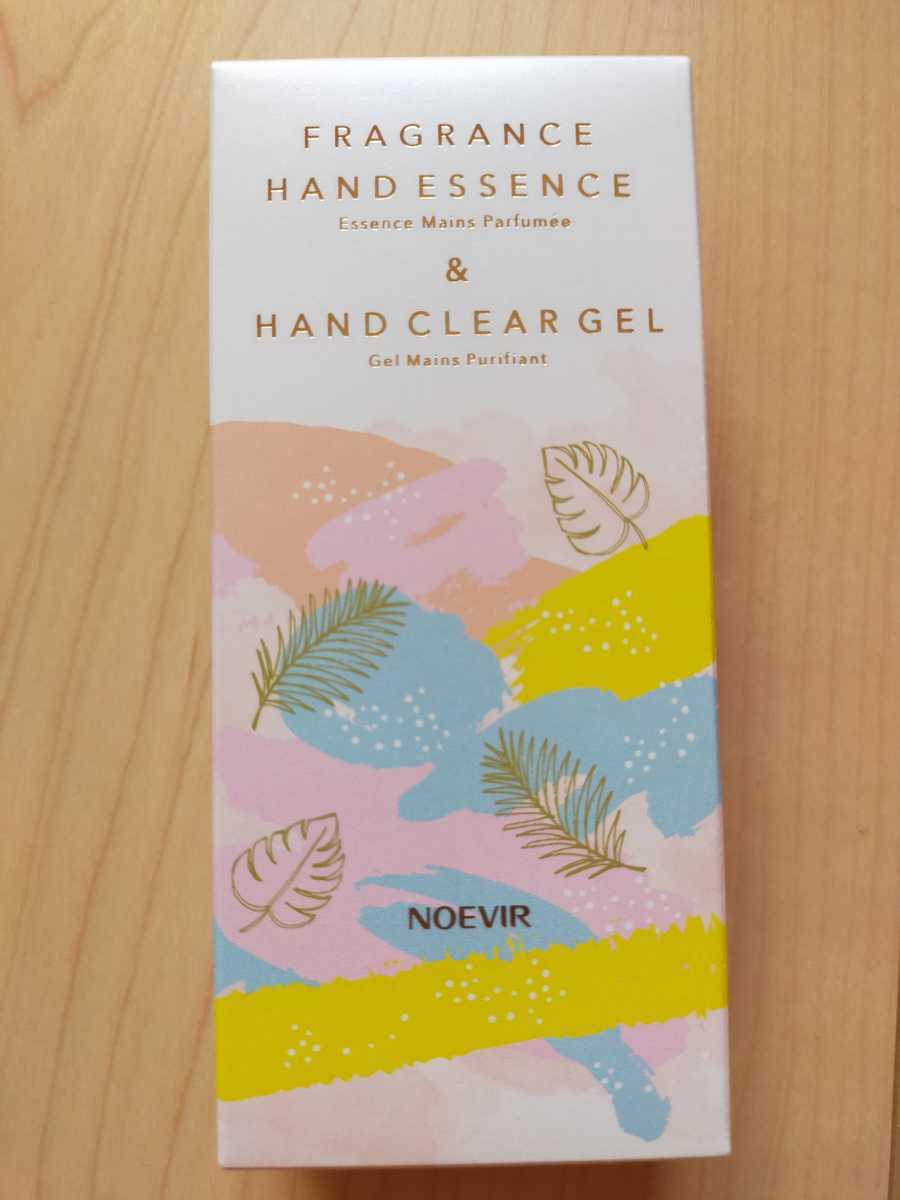 FRAGRANCE
HAND ESSENCE
Essence Mains Parfumée
&
HAND CLEAR GEL
Gel Mains Purifiant
NOEVIR